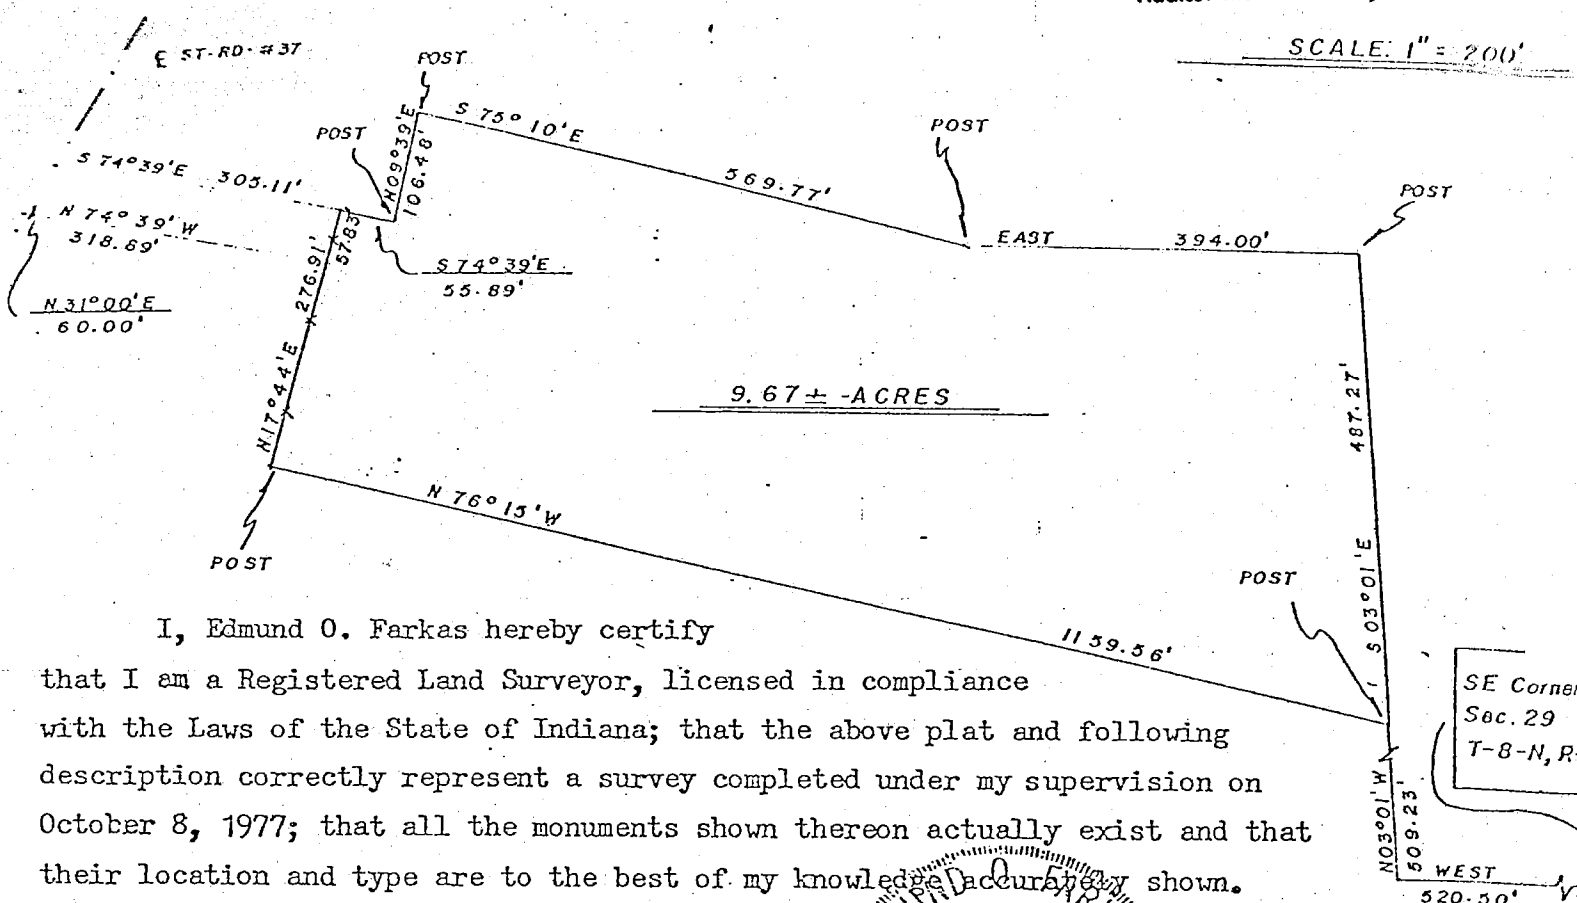 SCALE: 1" = 200'
℄ ST. RD. #37
POST
POST
POST
POST
S 75° 10' E
569.77'
N 09° 39' E
106.48'
S 74° 39' E 305.11'
N 74° 39' W
318.69'
N 31° 00' E
60.00'
57.83'
276.91'
N 17° 44' E
S 74° 39' E
55.89'
EAST 394.00'
9.67 ± -ACRES
487.27'
S 03° 01' E
N 76° 15' W
1159.56'
POST
POST
I, Edmund O. Farkas hereby certify
that I am a Registered Land Surveyor, licensed in compliance
with the Laws of the State of Indiana; that the above plat and following
description correctly represent a survey completed under my supervision on
October 8, 1977; that all the monuments shown thereon actually exist and that
their location and type are to the best of my knowledge accurately shown.
SE Corner
Sec. 29
T-8-N, R-
N 03° 01' W
509.23'
WEST
520.50'